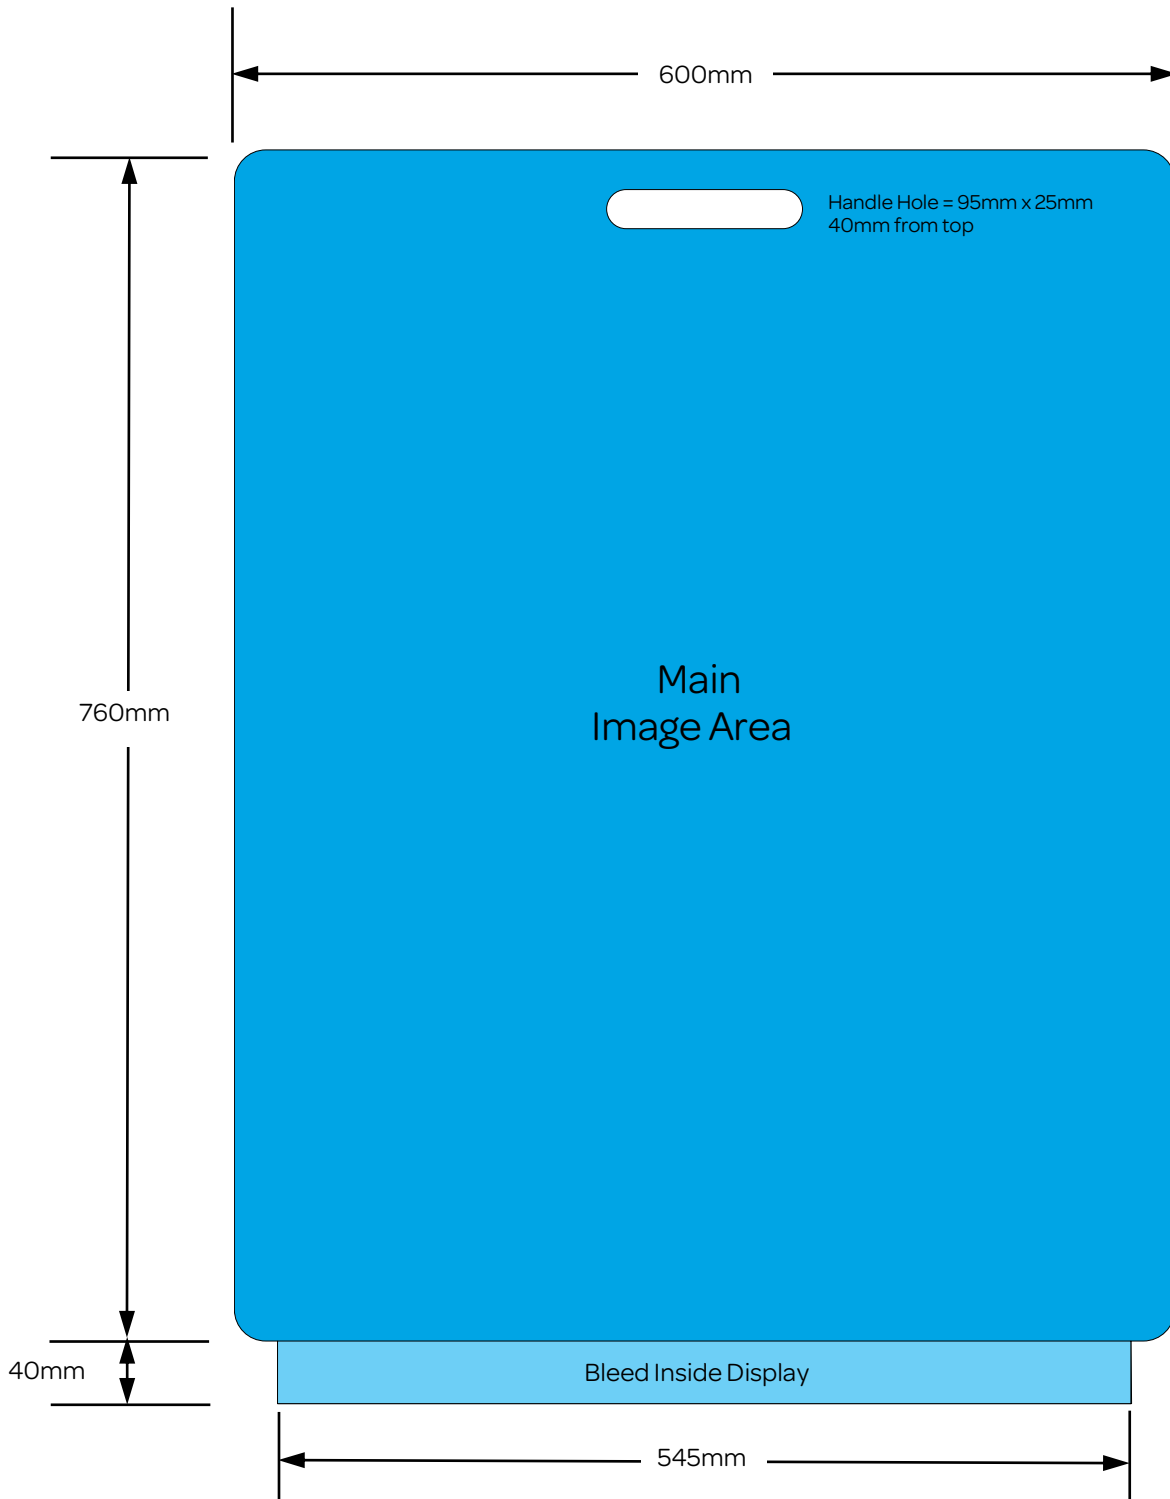 600mm
Handle Hole = 95mm x 25mm
40mm from top
Main
Image Area
760mm
40mm
Bleed Inside Display
545mm